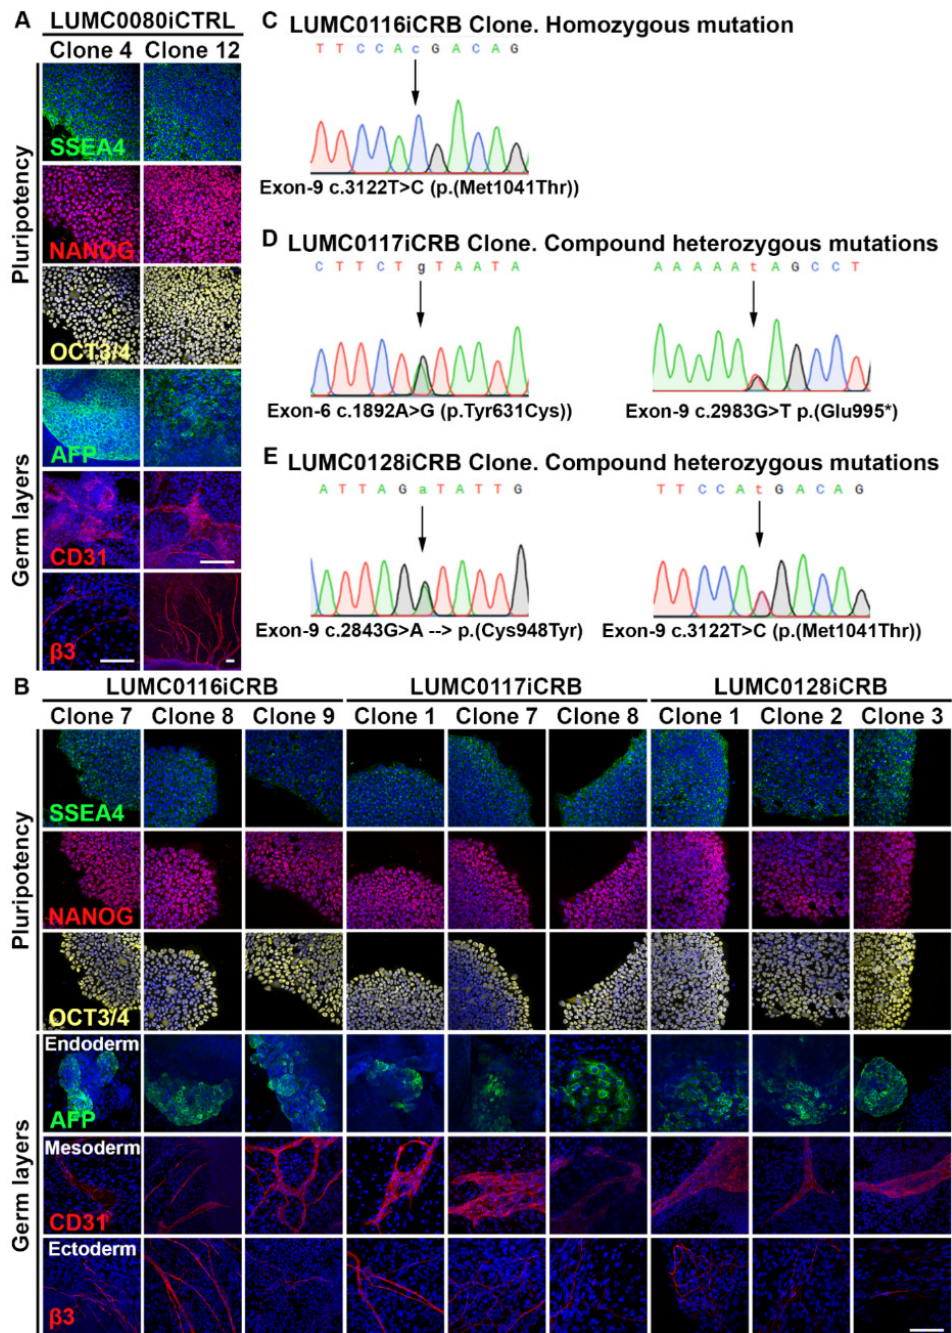 A
LUMC0080iCTRL
Clone 4 Clone 12
Pluripotency
SSEA4
NANOG
OCT3/4
Germ layers
AFP
CD31
β3
C LUMC0116iCRB Clone. Homozygous mutation
T T C C A c G A C A G
Exon-9 c.3122T>C (p.(Met1041Thr))
D LUMC0117iCRB Clone. Compound heterozygous mutations
C T T C T g T A A T A
A A A A A t A G C C T
Exon-6 c.1892A>G (p.Tyr631Cys))
Exon-9 c.2983G>T p.(Glu995*)
E LUMC0128iCRB Clone. Compound heterozygous mutations
A T T A G a T A T T G
T T C C A t G A C A G
Exon-9 c.2843G>A --> p.(Cys948Tyr)
Exon-9 c.3122T>C (p.(Met1041Thr))
B
LUMC0116iCRB LUMC0117iCRB LUMC0128iCRB
Clone 7 Clone 8 Clone 9 Clone 1 Clone 7 Clone 8 Clone 1 Clone 2 Clone 3
Pluripotency
SSEA4
NANOG
OCT3/4
Germ layers
Endoderm
AFP
Mesoderm
CD31
Ectoderm
β3